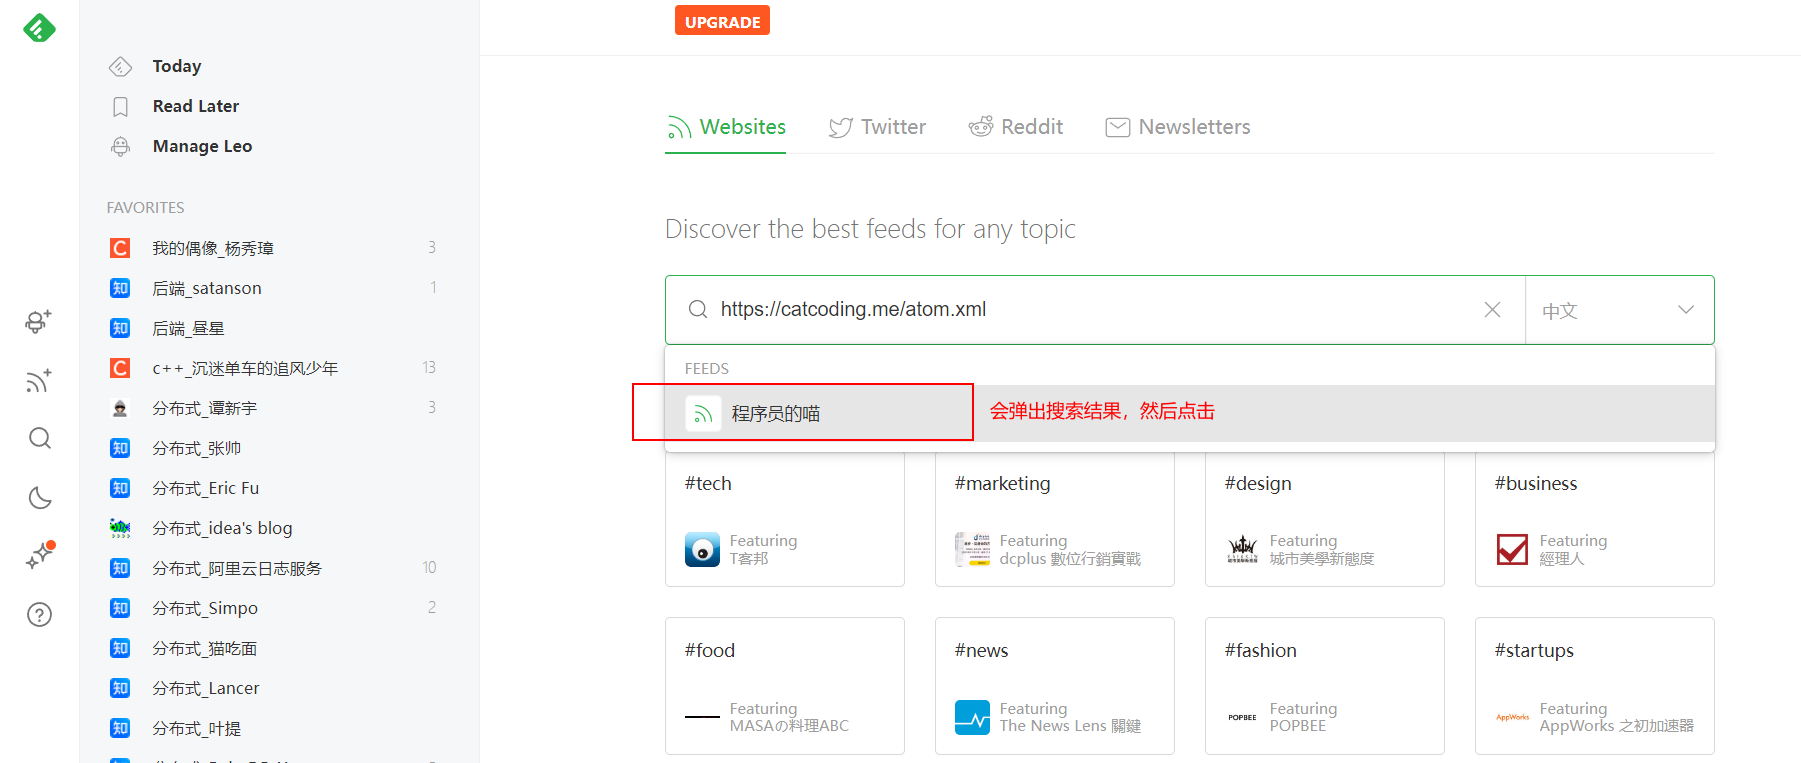 UPGRADE
Today
Read Later
Manage Leo
FAVORITES
我的偶像_杨秀璋 3
后端_satanson 1
后端_昼星
c++_沉迷单车的追风少年 13
分布式_谭新宇 3
分布式_张帅
分布式_Eric Fu
分布式_idea's blog
分布式_阿里云日志服务 10
分布式_Simpo 2
分布式_猫吃面
分布式_Lancer
分布式_叶提
Websites
Twitter
Reddit
Newsletters
Discover the best feeds for any topic
https://catcoding.me/atom.xml
中文
FEEDS
程序员的喵
会弹出搜索结果，然后点击
#tech
Featuring
T客邦
#marketing
Featuring
dcplus 數位行銷實戰
#design
Featuring
城市美學新態度
#business
Featuring
經理人
#food
Featuring
MASAの料理ABC
#news
Featuring
The News Lens 關鍵
#fashion
POPBEE
Featuring
POPBEE
#startups
AppWorks
Featuring
AppWorks 之初加速器